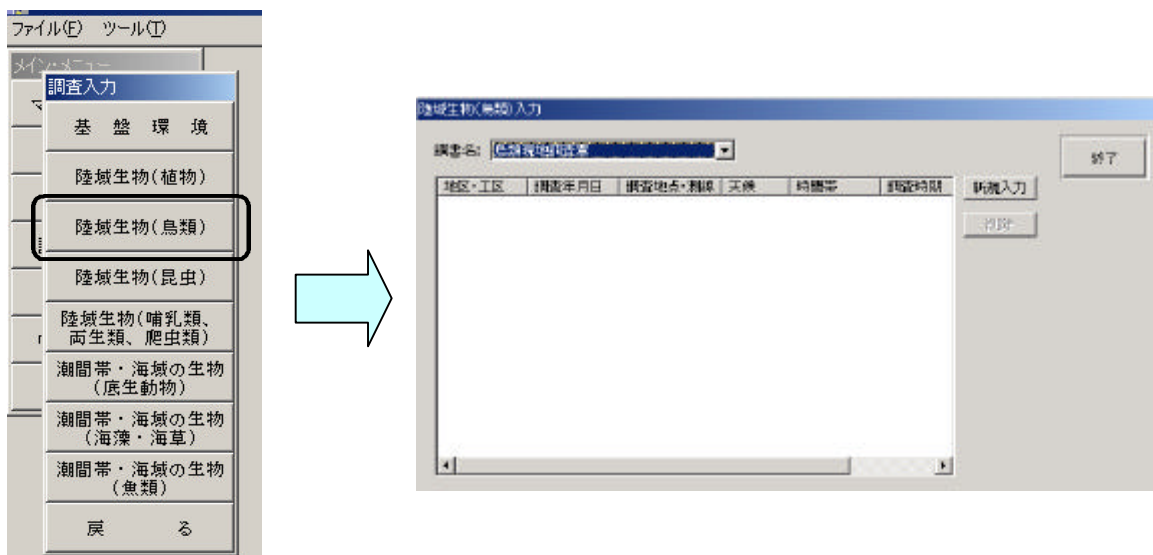 ファイル(F) ツール(T)
メイン・メニュー
調査入力
基 盤 環 境
陸域生物(植物)
陸域生物(鳥類)
陸域生物(昆虫)
陸域生物(哺乳類、
両生類、爬虫類)
潮間帯・海域の生物
(底生動物)
潮間帯・海域の生物
(海藻・海草)
潮間帯・海域の生物
(魚類)
戻 る
陸域生物(鳥類)入力
調書名:
終了
地区・工区 調査年月日 調査地点・測線 天候 時間帯 調査時期
新規入力
削除